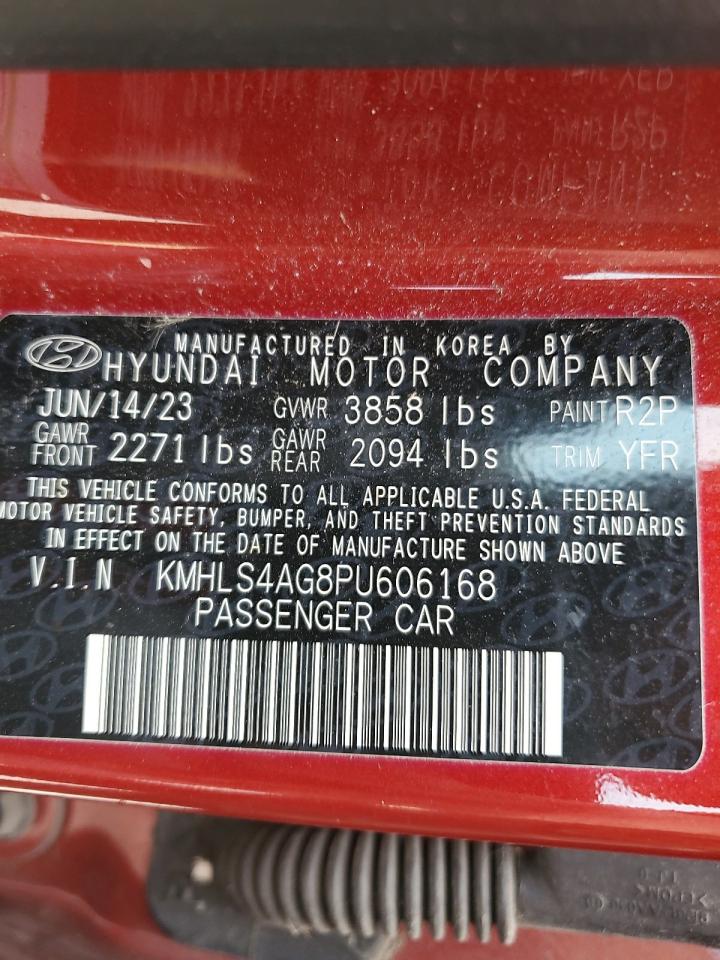 MANUFACTURED IN KOREA BY
HYUNDAI MOTOR COMPANY
JUN/14/23 GVWR 3858 lbs PAINT R2P
GAWR FRONT 2271 lbs GAWR REAR 2094 lbs TRIM YFR
THIS VEHICLE CONFORMS TO ALL APPLICABLE U.S.A. FEDERAL
MOTOR VEHICLE SAFETY, BUMPER, AND THEFT PREVENTION STANDARDS
IN EFFECT ON THE DATE OF MANUFACTURE SHOWN ABOVE.
V.I.N KMHLS4AG8PU606168
PASSENGER CAR